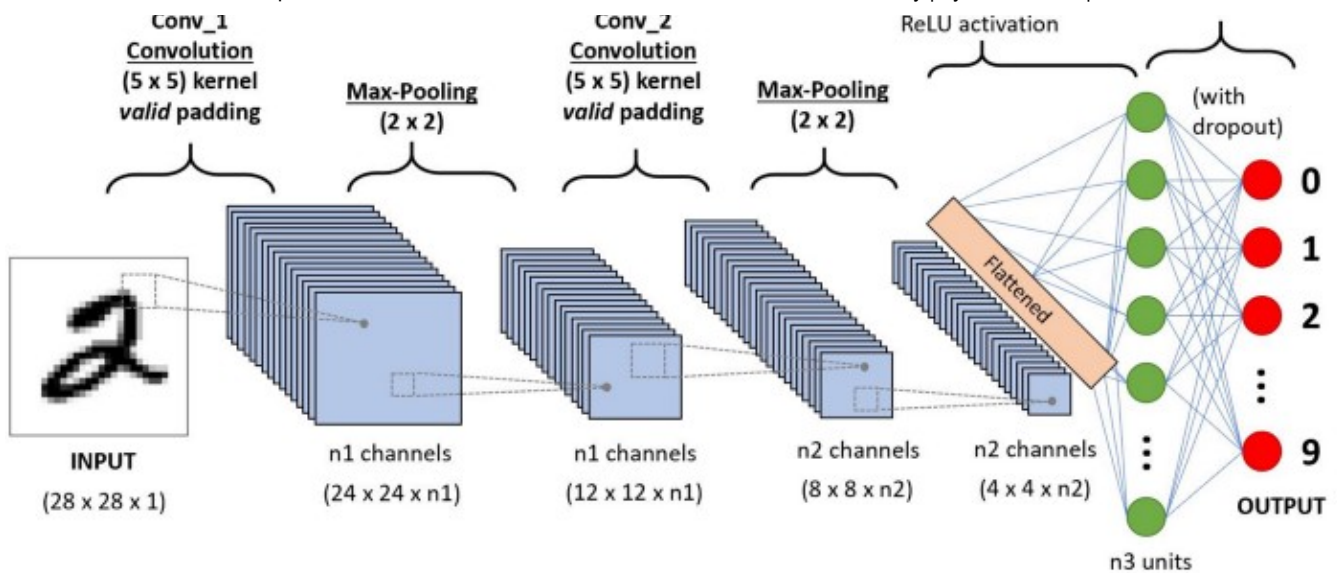 Conv_1
Convolution
(5 x 5) kernel
valid padding
Max-Pooling
(2 x 2)
Conv_2
Convolution
(5 x 5) kernel
valid padding
Max-Pooling
(2 x 2)
ReLU activation
(with
dropout)
Flattened
0
1
2
9
INPUT
(28 x 28 x 1)
n1 channels
(24 x 24 x n1)
n1 channels
(12 x 12 x n1)
n2 channels
(8 x 8 x n2)
n2 channels
(4 x 4 x n2)
OUTPUT
n3 units